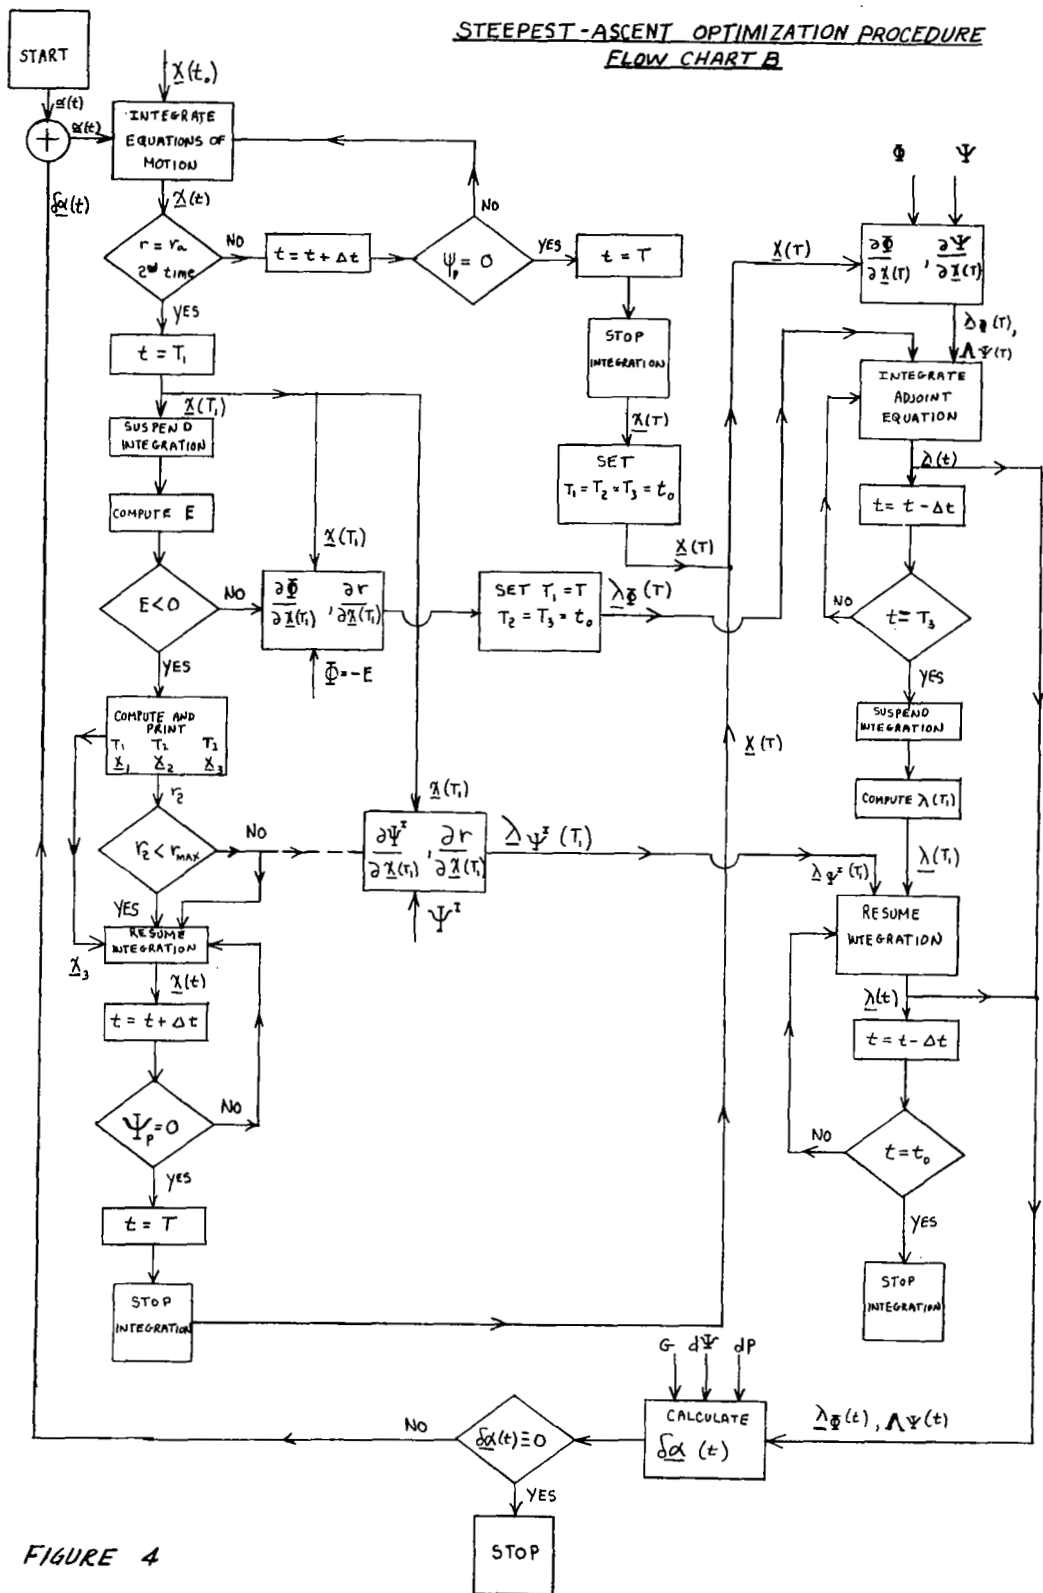 STEEPEST-ASCENT OPTIMIZATION PROCEDURE
FLOW CHART B
START
α(t)
α(t)
δα(t)
X(t₀)
INTEGRATE
EQUATIONS OF
MOTION
X(t)
r = rₐ
2ⁿᵈ time
NO
t = t + Δt
NO
Ψₚ = 0
YES
t = T
STOP
INTEGRATION
X(T)
SET
T₁ = T₂ = T₃ = t₀
X(T)
YES
t = T₁
X(T₁)
SUSPEND
INTEGRATION
COMPUTE E
E < 0
NO
X(T₁)
∂Φ/∂X(T₁) , ∂r/∂X(T₁)
Φ = -E
SET T₁ = T
T₂ = T₃ = t₀
λΦ(T)
YES
COMPUTE AND
PRINT
T₁ T₂ T₃
X₁ X₂ X₃
r₂
r₂ < r_MAX
NO
X(T₁)
∂Ψᴵ/∂X(T₁) , ∂r/∂X(T₁)
Ψᴵ
λΨᴵ(T₁)
λΨᴵ(T₁)
YES
RESUME
INTEGRATION
X₃
X(t)
t = t + Δt
Ψₚ = 0
NO
YES
t = T
STOP
INTEGRATION
X(T)
X(T)
Φ Ψ
∂Φ/∂X(T) , ∂Ψ/∂X(T)
λΦ(T),
ΛΨ(T)
INTEGRATE
ADJOINT
EQUATION
λ(t)
t = t - Δt
NO
t = T₃
YES
SUSPEND
INTEGRATION
COMPUTE λ(T₁)
λ(T₁)
RESUME
INTEGRATION
λ(t)
t = t - Δt
NO
t = t₀
YES
STOP
INTEGRATION
G dΨ dP
CALCULATE
δα (t)
λΦ(t), ΛΨ(t)
NO
δα(t) ≡ 0
YES
STOP
FIGURE 4